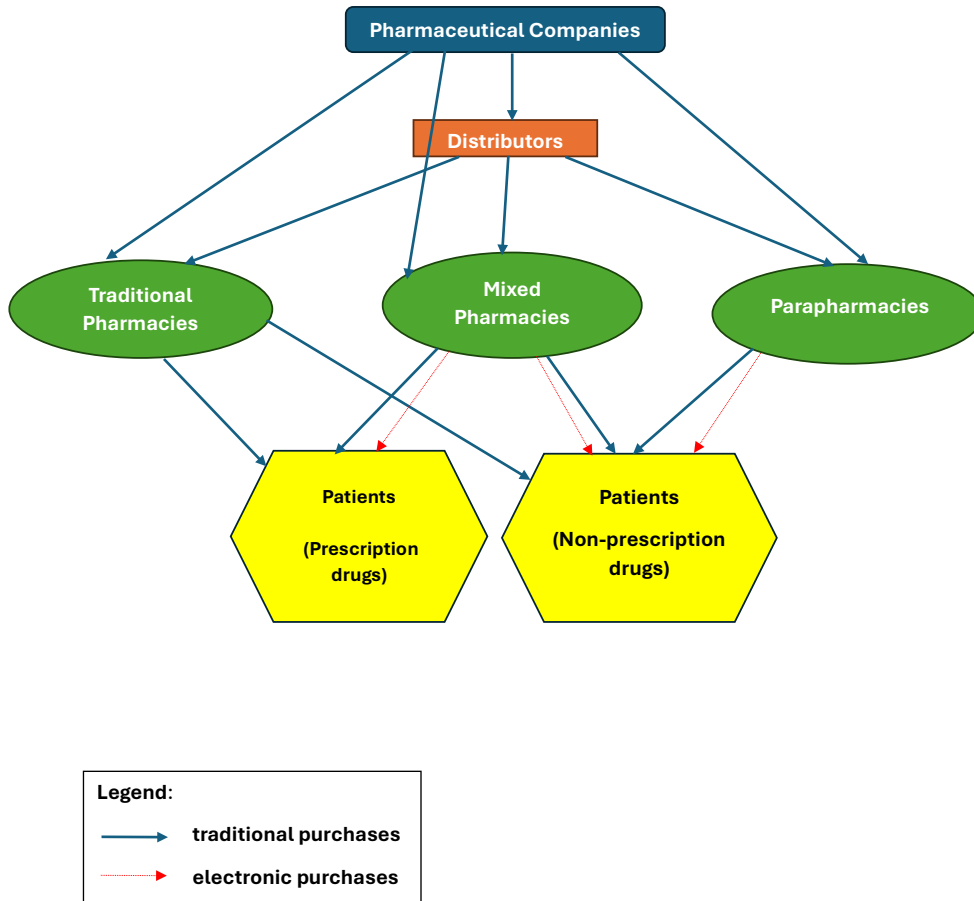 Pharmaceutical Companies
Distributors
Traditional
Pharmacies
Mixed
Pharmacies
Parapharmacies
Patients
(Prescription
drugs)
Patients
(Non-prescription
drugs)
Legend:
traditional purchases
electronic purchases